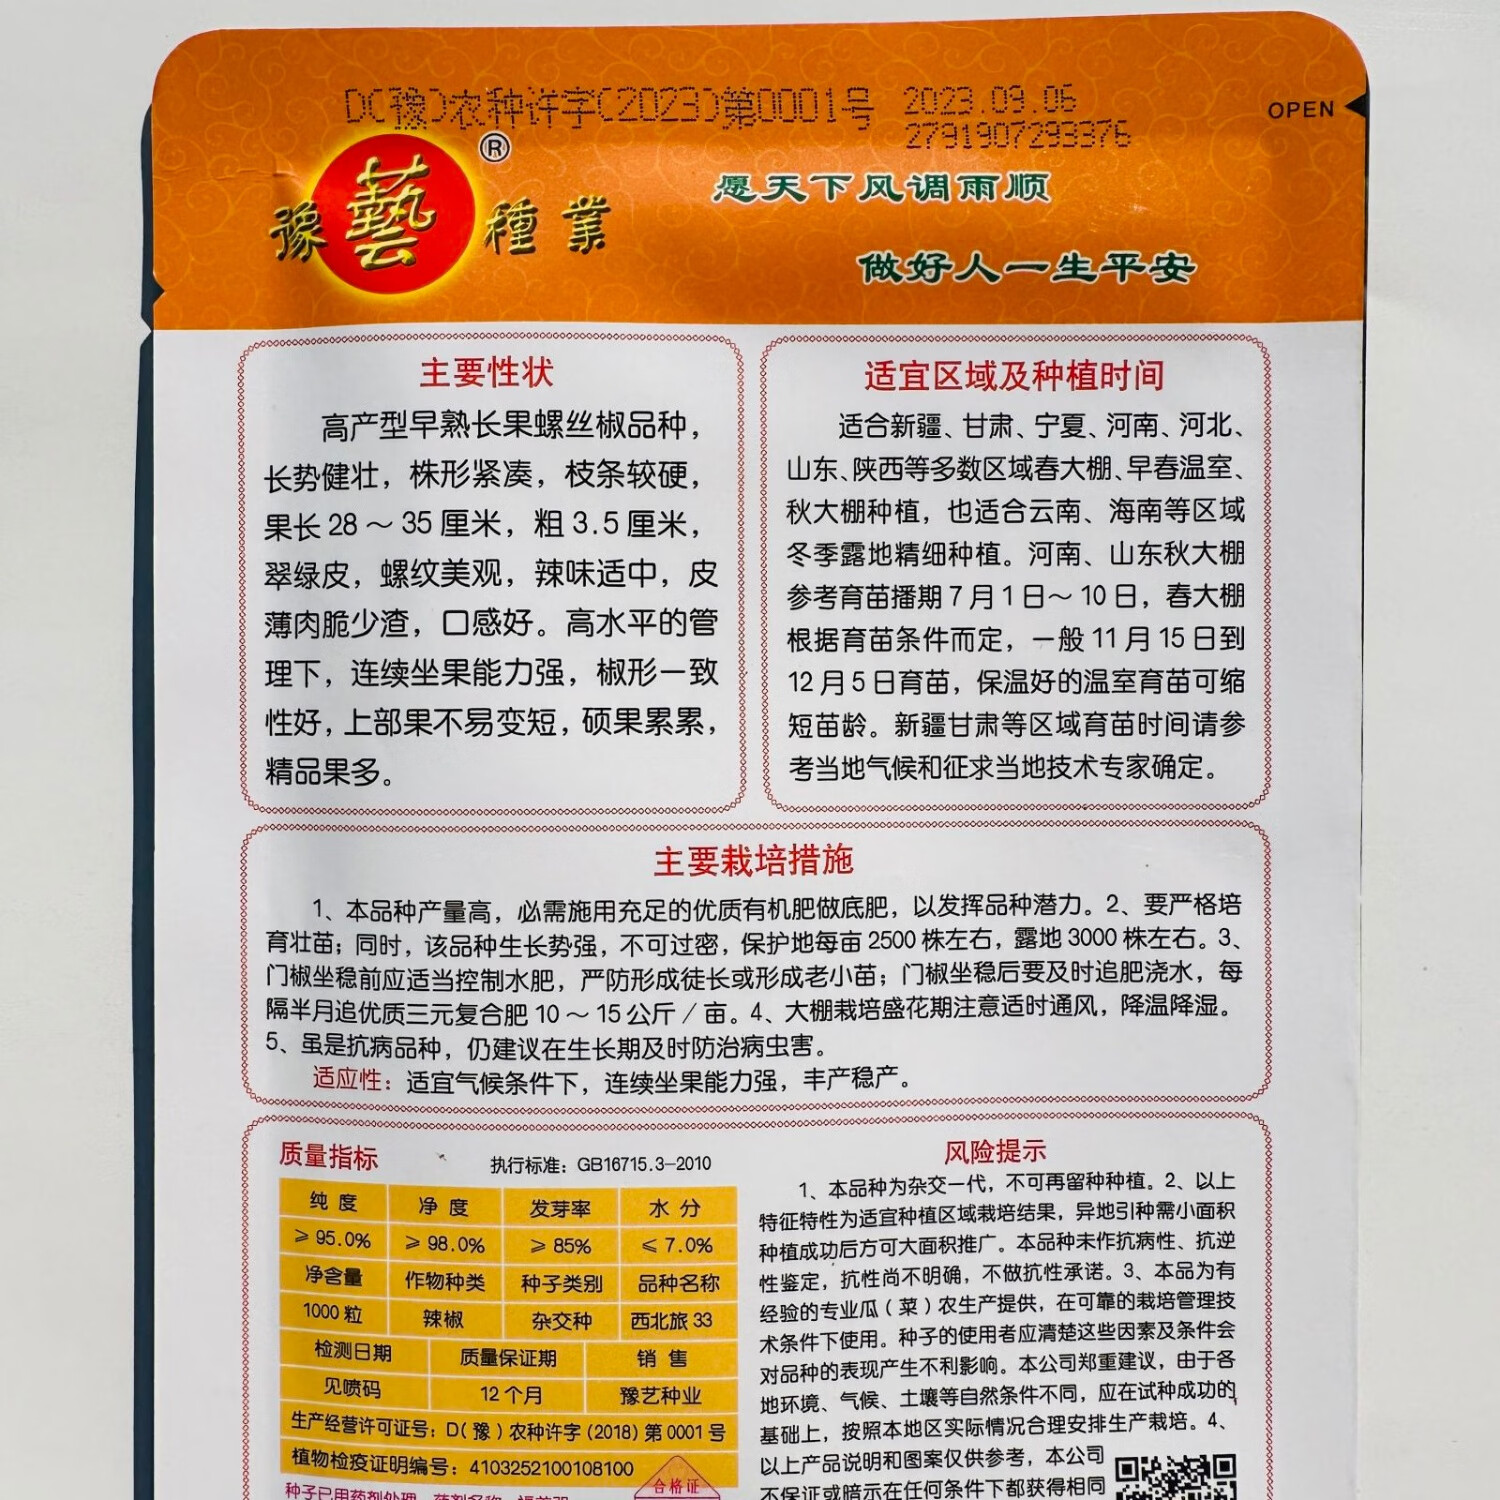 D(豫)农种许字(2023)第0001号 2023.09.06
2791907293376
OPEN
豫藝種業
®
愿天下风调雨顺
做好人一生平安
主要性状
高产型早熟长果螺丝椒品种，
长势健壮，株形紧凑，枝条较硬，
果长28～35厘米，粗3.5厘米，
翠绿皮，螺纹美观，辣味适中，皮
薄肉脆少渣，口感好。高水平的管
理下，连续坐果能力强，椒形一致
性好，上部果不易变短，硕果累累，
精品果多。
适宜区域及种植时间
适合新疆、甘肃、宁夏、河南、河北、
山东、陕西等多数区域春大棚、早春温室、
秋大棚种植，也适合云南、海南等区域
冬季露地精细种植。河南、山东秋大棚
参考育苗播期7月1日～10日，春大棚
根据育苗条件而定，一般11月15日到
12月5日育苗，保温好的温室育苗可缩
短苗龄。新疆甘肃等区域育苗时间请参
考当地气候和征求当地技术专家确定。
主要栽培措施
1、本品种产量高，必需施用充足的优质有机肥做底肥，以发挥品种潜力。2、要严格培
育壮苗；同时，该品种生长势强，不可过密，保护地每亩2500株左右，露地3000株左右。3、
门椒坐稳前应适当控制水肥，严防形成徒长或形成老小苗；门椒坐稳后要及时追肥浇水，每
隔半月追优质三元复合肥10～15公斤/亩。4、大棚栽培盛花期注意适时通风，降温降湿。
5、虽是抗病品种，仍建议在生长期及时防治病虫害。
适应性：适宜气候条件下，连续坐果能力强，丰产稳产。
质量指标 执行标准：GB16715.3-2010
纯度 净度 发芽率 水分
≥95.0% ≥98.0% ≥85% ≤7.0%
净含量 作物种类 种子类别 品种名称
1000粒 辣椒 杂交种 西北旅33
检测日期 质量保证期 销售
见喷码 12个月 豫艺种业
生产经营许可证号：D(豫)农种许字(2018)第0001号
植物检疫证明编号：4103252100108100
合格证
风险提示
1、本品种为杂交一代，不可再留种种植。2、以上
特征特性为适宜种植区域栽培结果，异地引种需小面积
种植成功后方可大面积推广。本品种未作抗病性、抗逆
性鉴定，抗性尚不明确，不做抗性承诺。3、本品为有
经验的专业瓜(菜)农生产提供，在可靠的栽培管理技
术条件下使用。种子的使用者应清楚这些因素及条件会
对品种的表现产生不利影响。本公司郑重建议，由于各
地环境、气候、土壤等自然条件不同，应在试种成功的
基础上，按照本地区实际情况合理安排生产栽培。4、
以上产品说明和图案仅供参考，本公司
不保证或暗示在任何条件下都获得相同